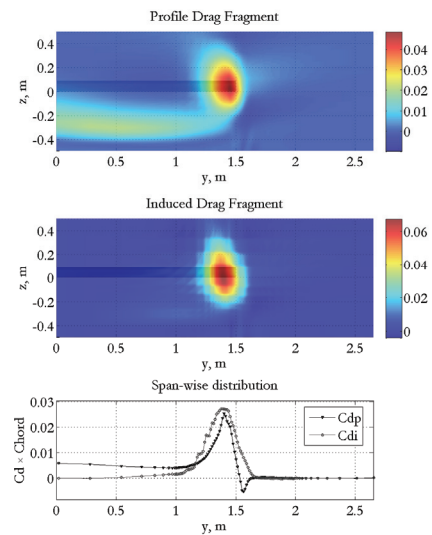 Profile Drag Fragment
0.4
0.2
0
-0.2
-0.4
z, m
0 0.5 1 1.5 2 2.5
y, m
0.04
0.03
0.02
0.01
0
Induced Drag Fragment
0.4
0.2
0
-0.2
-0.4
z, m
0 0.5 1 1.5 2 2.5
y, m
0.06
0.04
0.02
0
Span-wise distribution
0.03
0.02
0.01
0
Cd × Chord
Cdp
Cdi
0 0.5 1 1.5 2 2.5
y, m